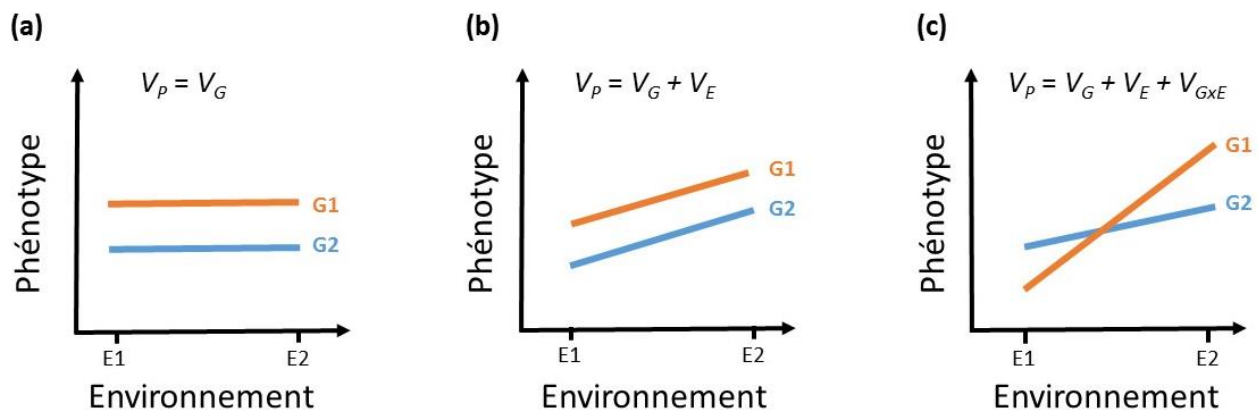 (a)
V_P = V_G
Phénotype
G1
G2
E1
E2
Environnement
(b)
V_P = V_G + V_E
Phénotype
G1
G2
E1
E2
Environnement
(c)
V_P = V_G + V_E + V_GxE
Phénotype
G1
G2
E1
E2
Environnement